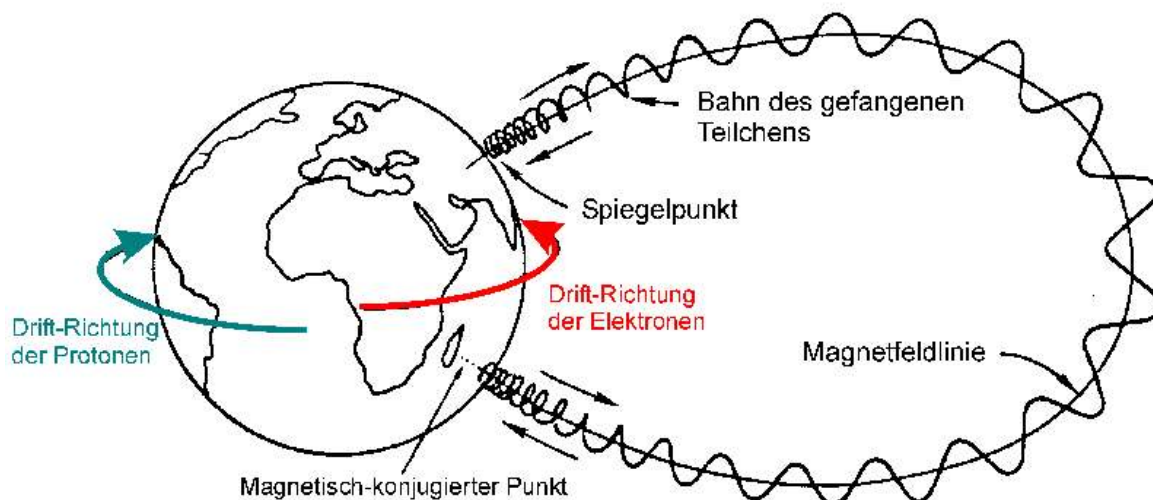 Bahn des gefangenen
Teilchens
Spiegelpunkt
Drift-Richtung
der Elektronen
Drift-Richtung
der Protonen
Magnetfeldlinie
Magnetisch-konjugierter Punkt